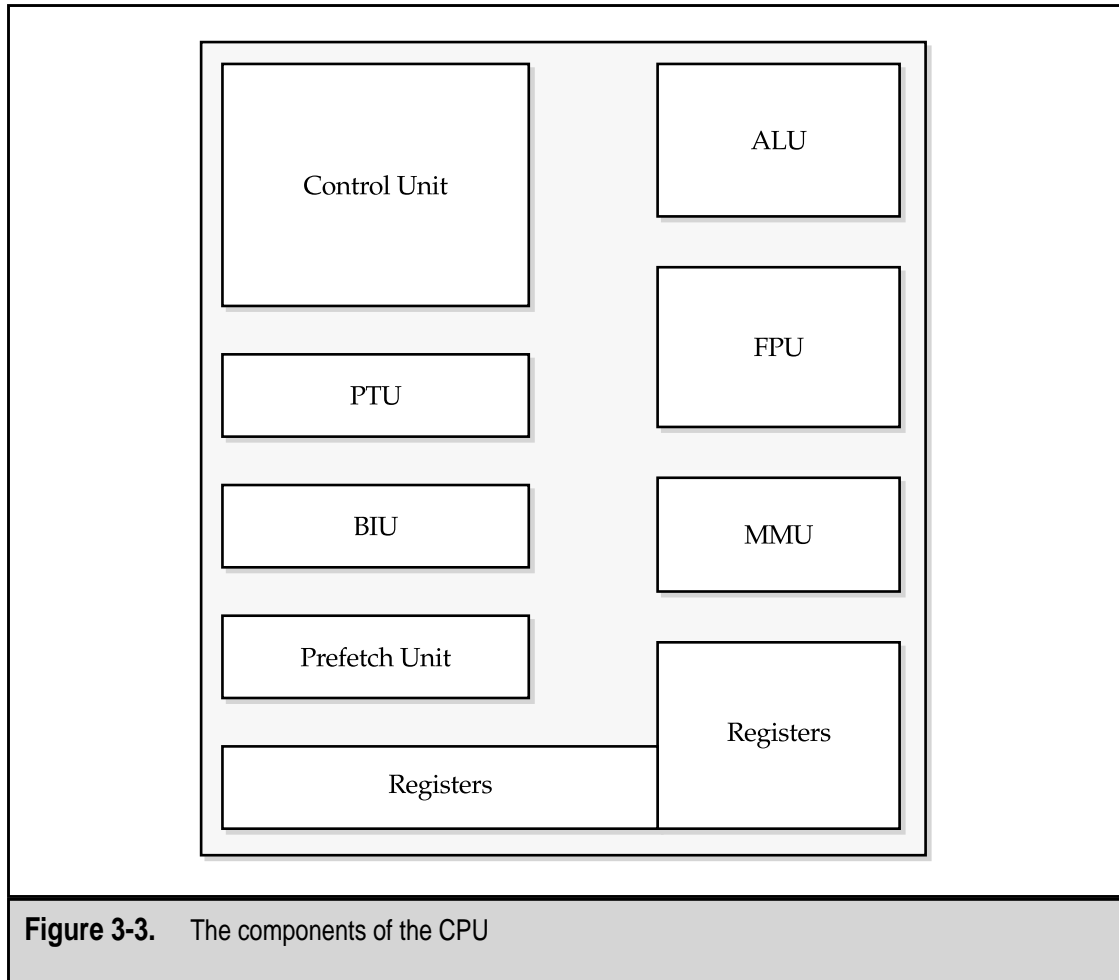 Control Unit
PTU
BIU
Prefetch Unit
Registers
ALU
FPU
MMU
Registers
Figure 3-3. The components of the CPU